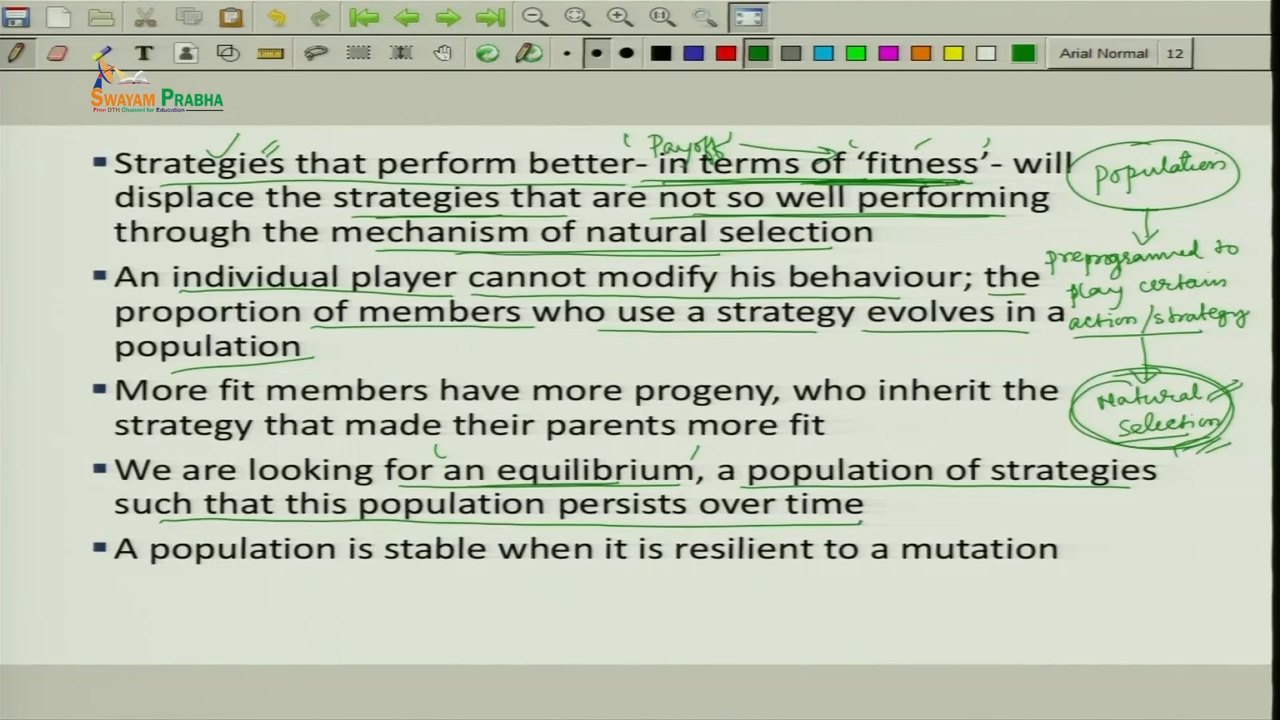 T
Arial Normal 12
SWAYAM PRABHA
Free DTH Channel for Education
'Payoff'
▪ Strategies that perform better- in terms of 'fitness'- will
displace the strategies that are not so well performing
through the mechanism of natural selection
▪ An individual player cannot modify his behaviour; the
proportion of members who use a strategy evolves in a
population
▪ More fit members have more progeny, who inherit the
strategy that made their parents more fit
▪ We are looking for 'an equilibrium', a population of strategies
such that this population persists over time
▪ A population is stable when it is resilient to a mutation
Population
preprogrammed to
play certain
action/strategy
Natural
selection